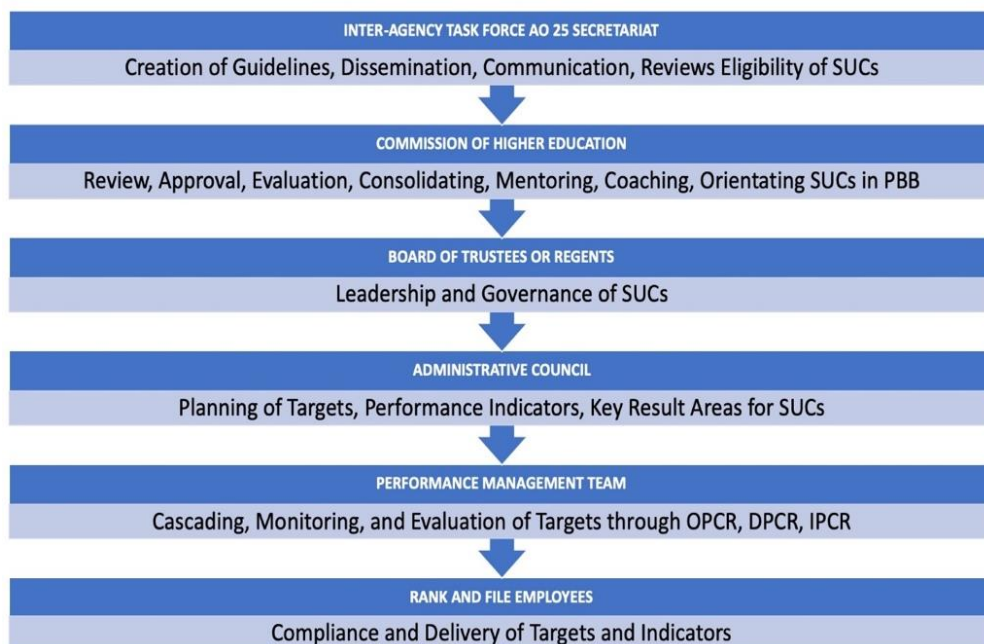 INTER-AGENCY TASK FORCE AO 25 SECRETARIAT
Creation of Guidelines, Dissemination, Communication, Reviews Eligibility of SUCs
COMMISSION OF HIGHER EDUCATION
Review, Approval, Evaluation, Consolidating, Mentoring, Coaching, Orientating SUCs in PBB
BOARD OF TRUSTEES OR REGENTS
Leadership and Governance of SUCs
ADMINISTRATIVE COUNCIL
Planning of Targets, Performance Indicators, Key Result Areas for SUCs
PERFORMANCE MANAGEMENT TEAM
Cascading, Monitoring, and Evaluation of Targets through OPCR, DPCR, IPCR
RANK AND FILE EMPLOYEES
Compliance and Delivery of Targets and Indicators